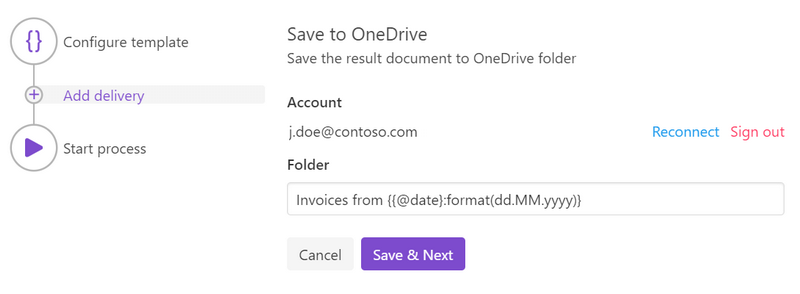 {} Configure template
Add delivery
Start process
Save to OneDrive
Save the result document to OneDrive folder
Account
j.doe@contoso.com Reconnect Sign out
Folder
Invoices from {{@date}:format(dd.MM.yyyy)}
Cancel Save & Next